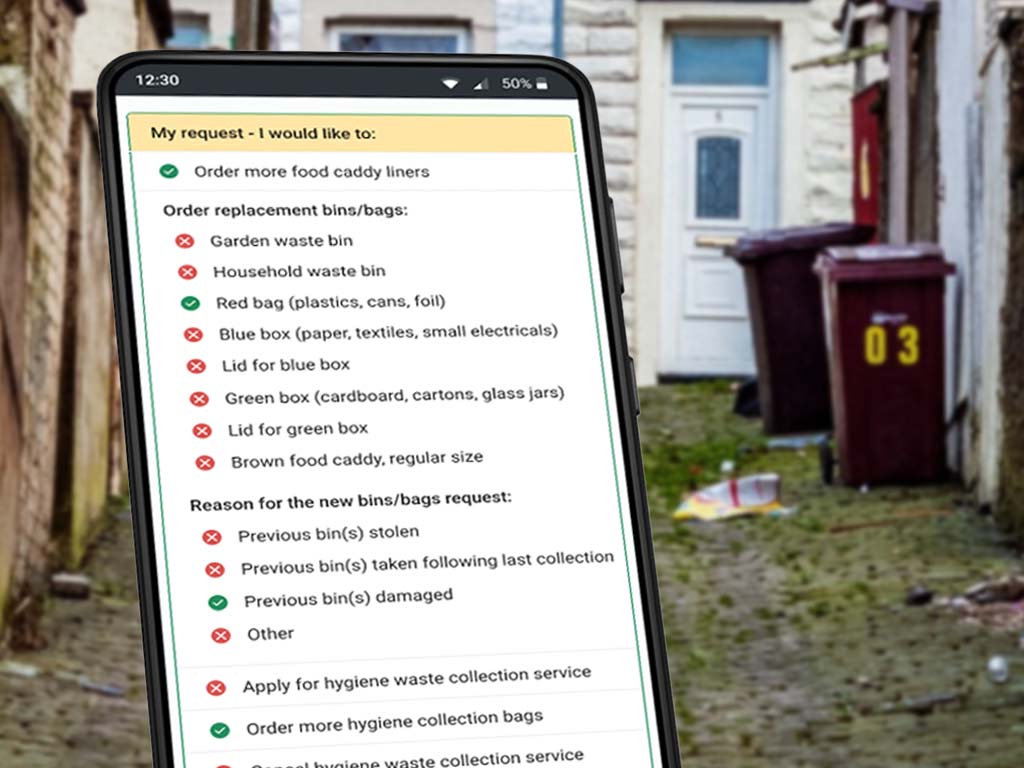 12:30
50%
My request - I would like to:
Order more food caddy liners
Order replacement bins/bags:
Garden waste bin
Household waste bin
Red bag (plastics, cans, foil)
Blue box (paper, textiles, small electricals)
Lid for blue box
Green box (cardboard, cartons, glass jars)
Lid for green box
Brown food caddy, regular size
Reason for the new bins/bags request:
Previous bin(s) stolen
Previous bin(s) taken following last collection
Previous bin(s) damaged
Other
Apply for hygiene waste collection service
Order more hygiene collection bags
Cancel hygiene waste collection service
03